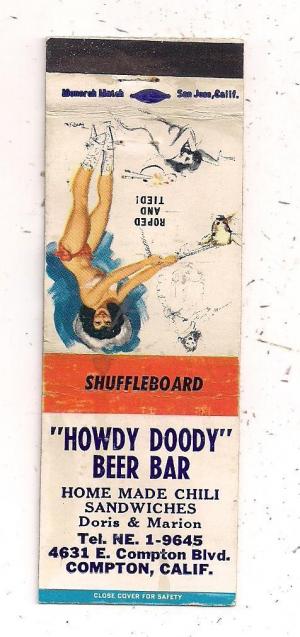 Monarch Match San Jose, Calif.
ROPED
AND
TIED!
SHUFFLEBOARD
"HOWDY DOODY"
BEER BAR
HOME MADE CHILI
SANDWICHES
Doris & Marion
Tel. NE. 1-9645
4631 E. Compton Blvd.
COMPTON, CALIF.
CLOSE COVER FOR SAFETY